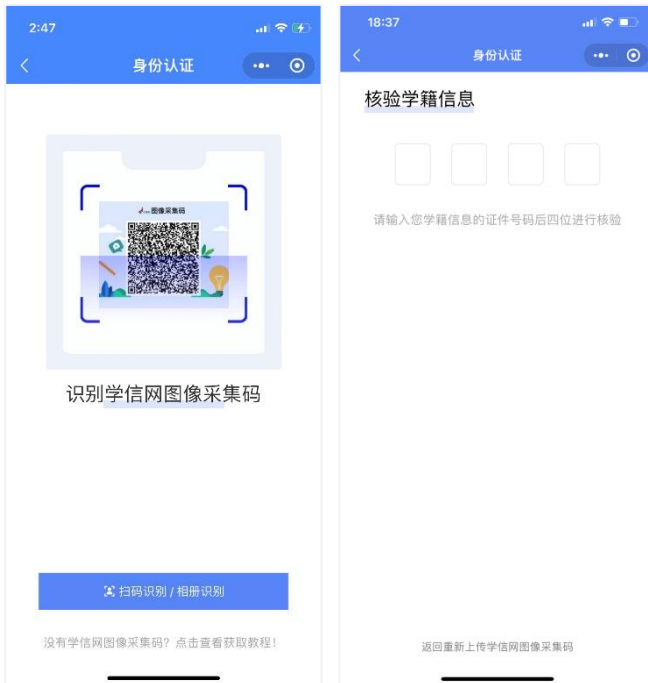 2:47
身份认证
图像采集码
识别学信网图像采集码
扫码识别 / 相册识别
没有学信网图像采集码？点击查看获取教程！
18:37
身份认证
核验学籍信息
请输入您学籍信息的证件号码后四位进行核验
返回重新上传学信网图像采集码